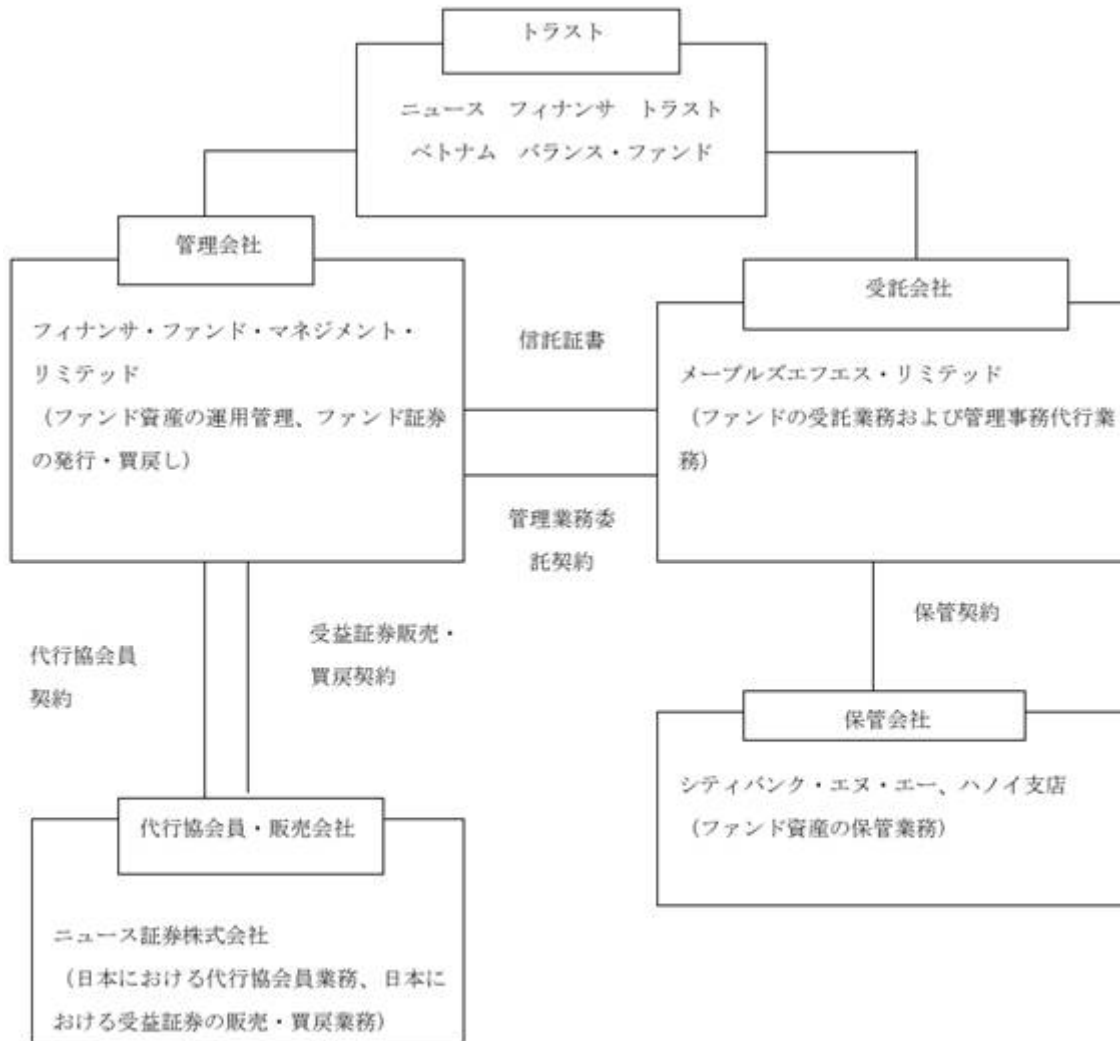 トラスト
ニュース　フィナンサ　トラスト
ベトナム　バランス・ファンド
管理会社
フィナンサ・ファンド・マネジメント・
リミテッド
（ファンド資産の運用管理、ファンド証券
の発行・買戻し）
信託証書
管理業務委
託契約
受託会社
メープルズエフエス・リミテッド
（ファンドの受託業務および管理事務代行業
務）
代行協会員
契約
受益証券販売・
買戻契約
保管契約
保管会社
シティバンク・エヌ・エー、ハノイ支店
（ファンド資産の保管業務）
代行協会員・販売会社
ニュース証券株式会社
（日本における代行協会員業務、日本に
おける受益証券の販売・買戻業務）